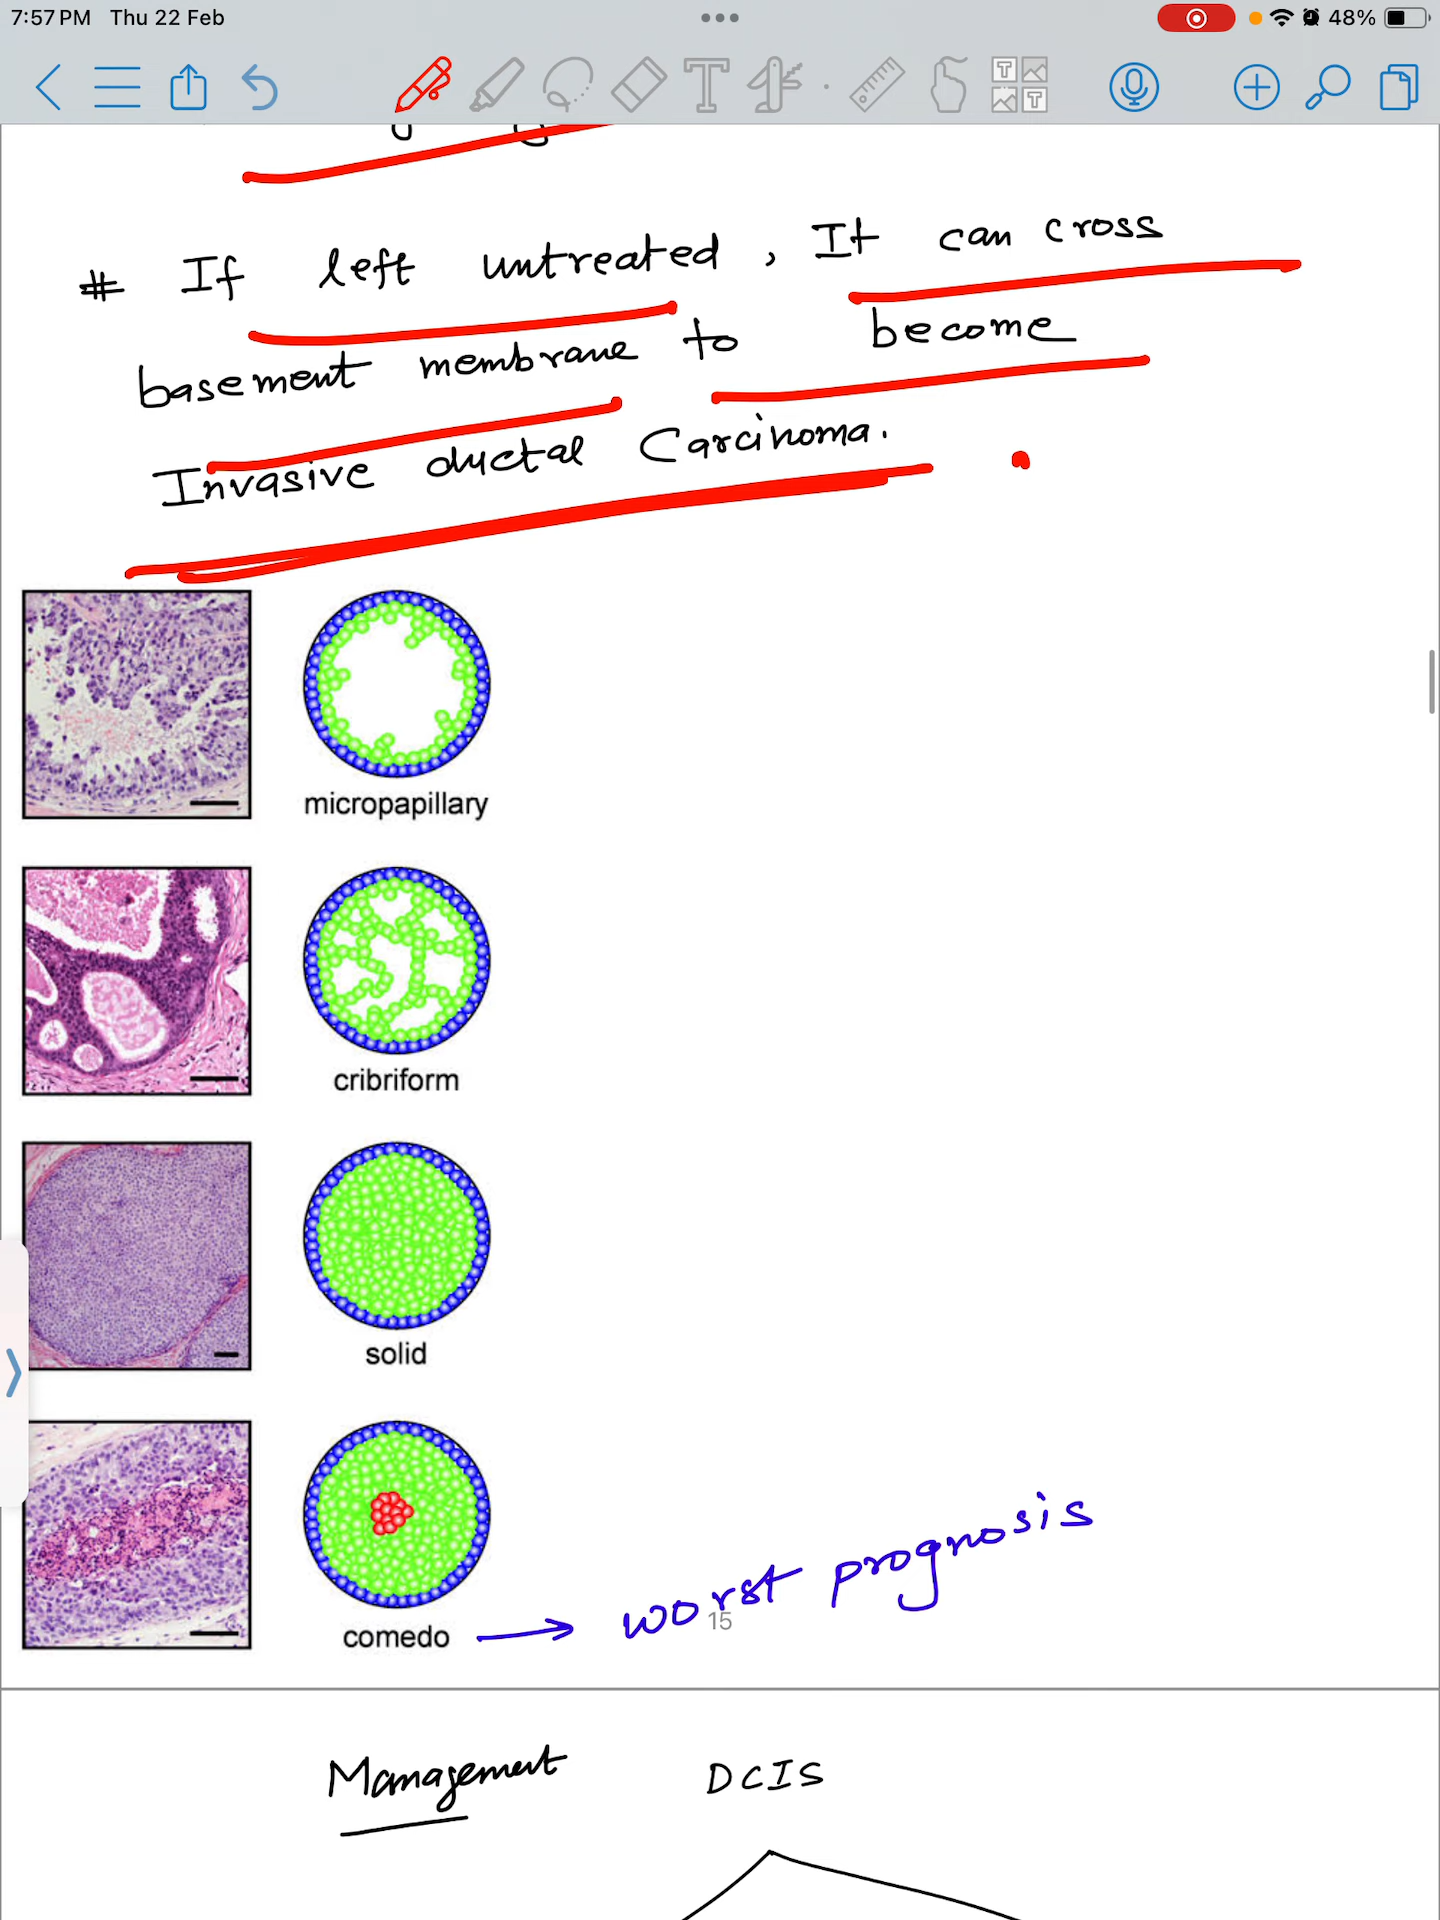 7:57 PM Thu 22 Feb
48%
# If left untreated, It can cross
basement membrane to become
Invasive ductal Carcinoma.
micropapillary
cribriform
solid
comedo → worst prognosis
15
Management DCIS